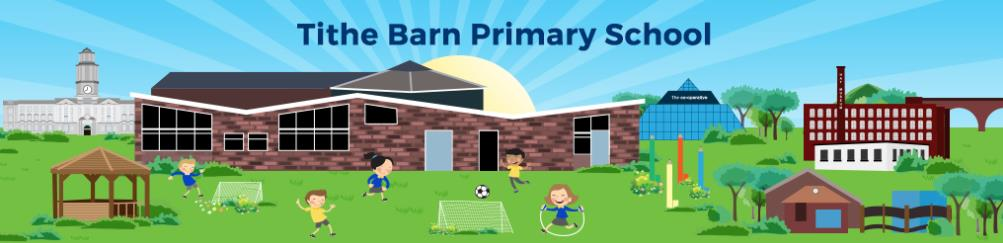 Tithe Barn Primary School
The co-operative